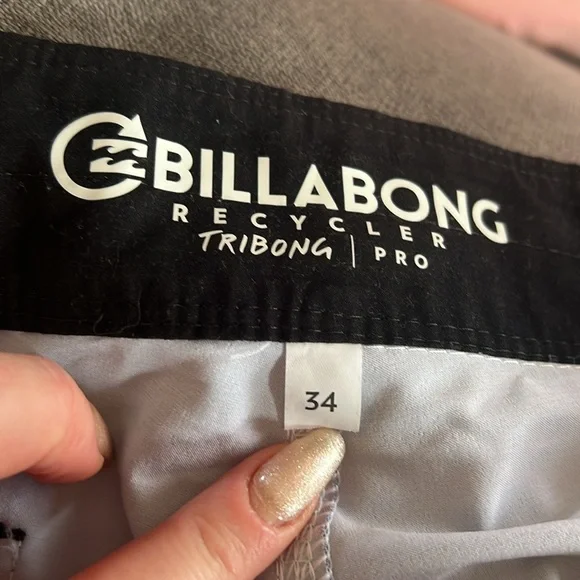 BILLABONG
RECYCLER
TRIBONG | PRO
34